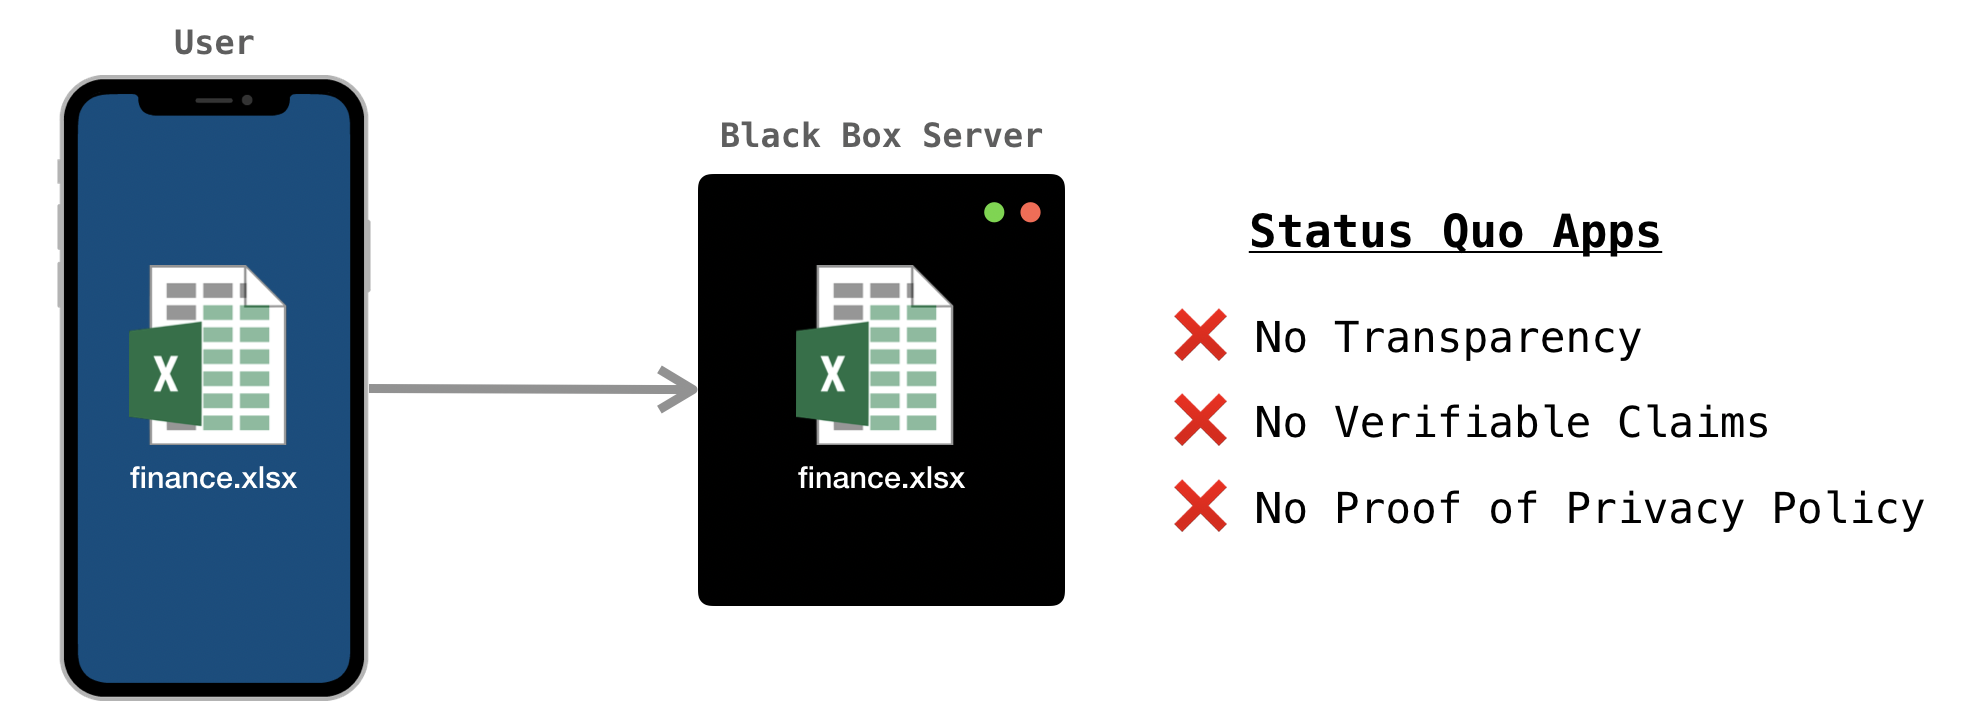 User
X
finance.xlsx
Black Box Server
X
finance.xlsx
Status Quo Apps
No Transparency
No Verifiable Claims
No Proof of Privacy Policy